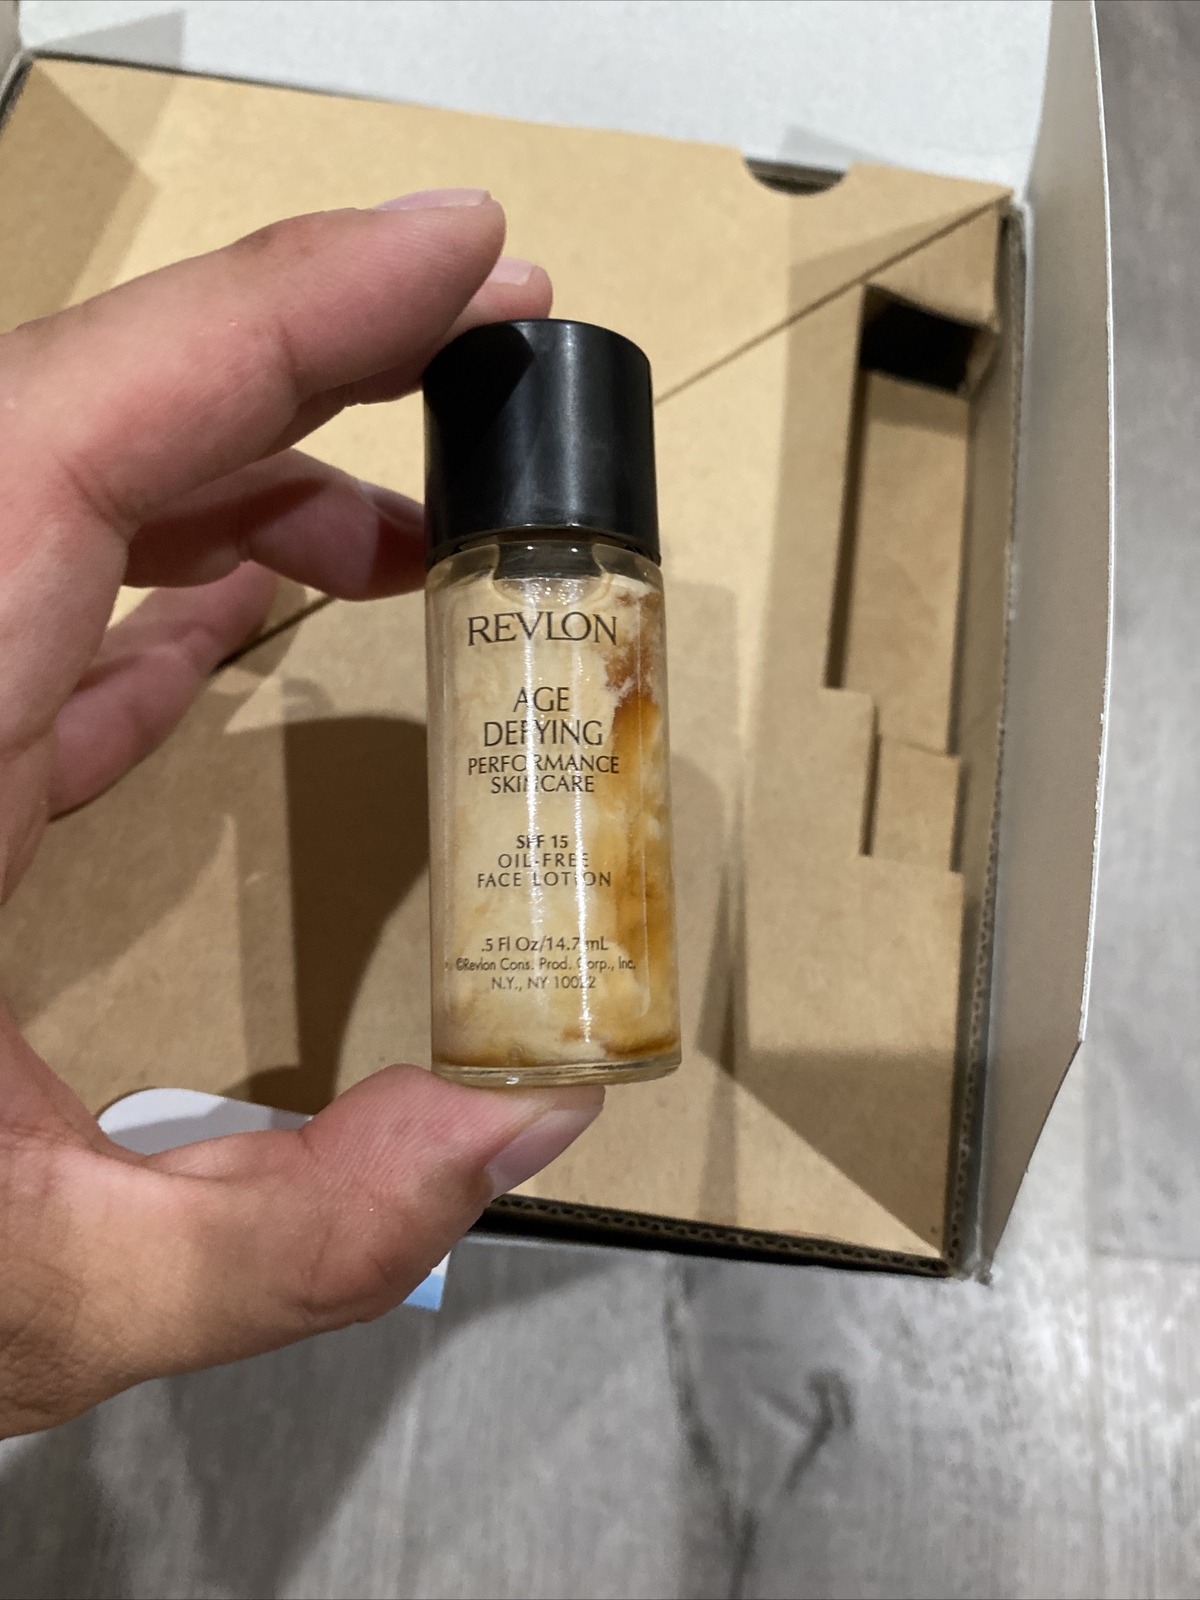 REVLON
AGE
DEFYING
PERFORMANCE
SKINCARE
SPF 15
OIL-FREE
FACE LOTION
.5 Fl Oz/14.7 mL
©Revlon Cons. Prod. Corp., Inc.
N.Y., NY 10022